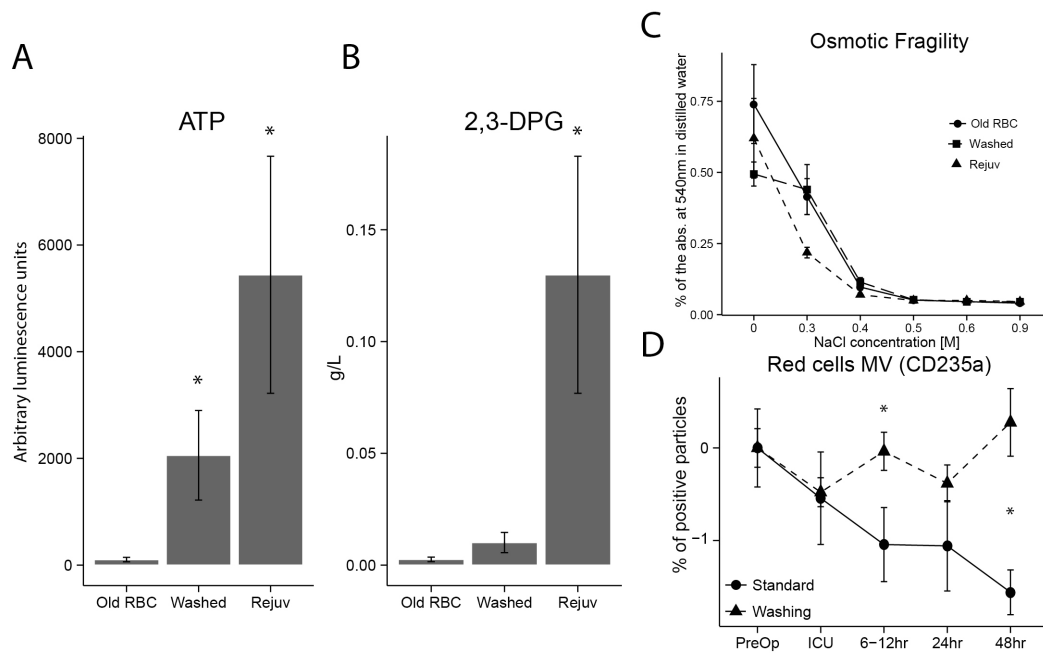 A
ATP
Arbitrary luminescence units
8000
6000
4000
2000
0
*
*
Old RBC
Washed
Rejuv
B
2,3-DPG
*
g/L
0.15
0.10
0.05
0.00
Old RBC
Washed
Rejuv
C
Osmotic Fragility
% of the abs. at 540nm in distilled water
0.75
0.50
0.25
0.00
Old RBC
Washed
Rejuv
0
0.3
0.4
0.5
0.6
0.9
NaCl concentration [M]
D
Red cells MV (CD235a)
% of positive particles
0
−1
*
*
Standard
Washing
PreOp
ICU
6−12hr
24hr
48hr